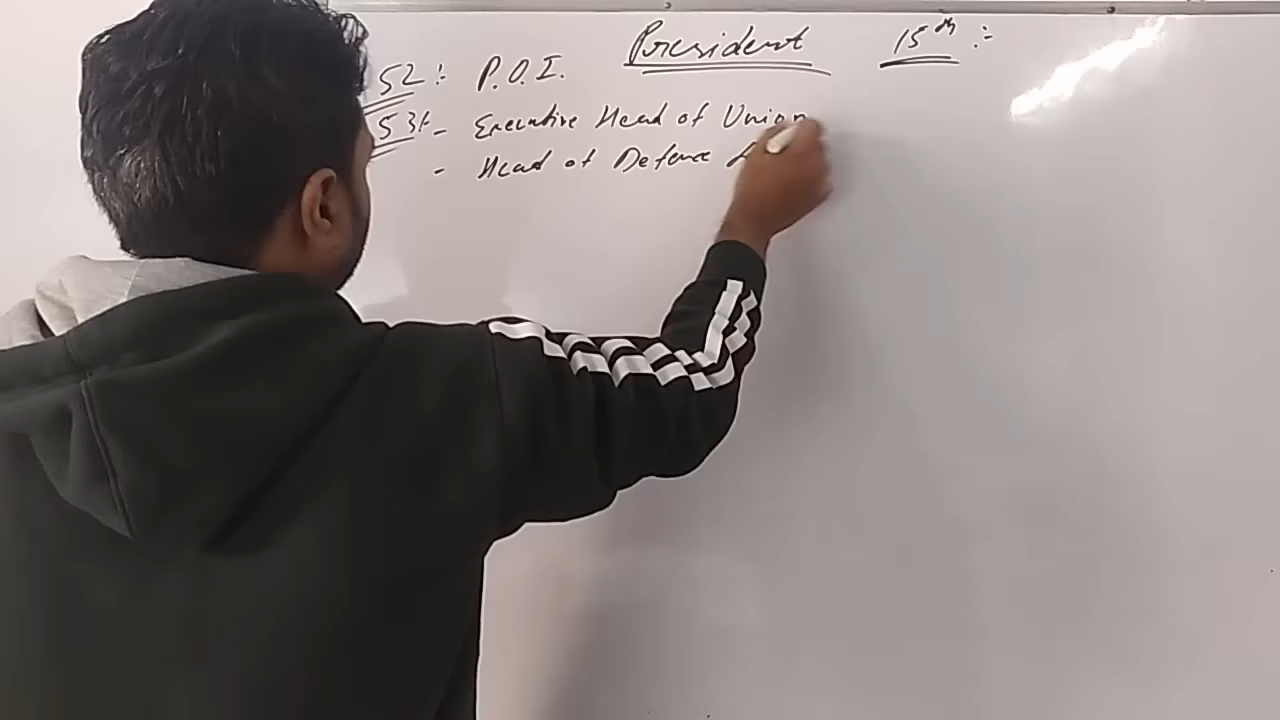 President 15th :-
52 :- P.O.I.
53 :- Executive Head of Union
- Head of Defence